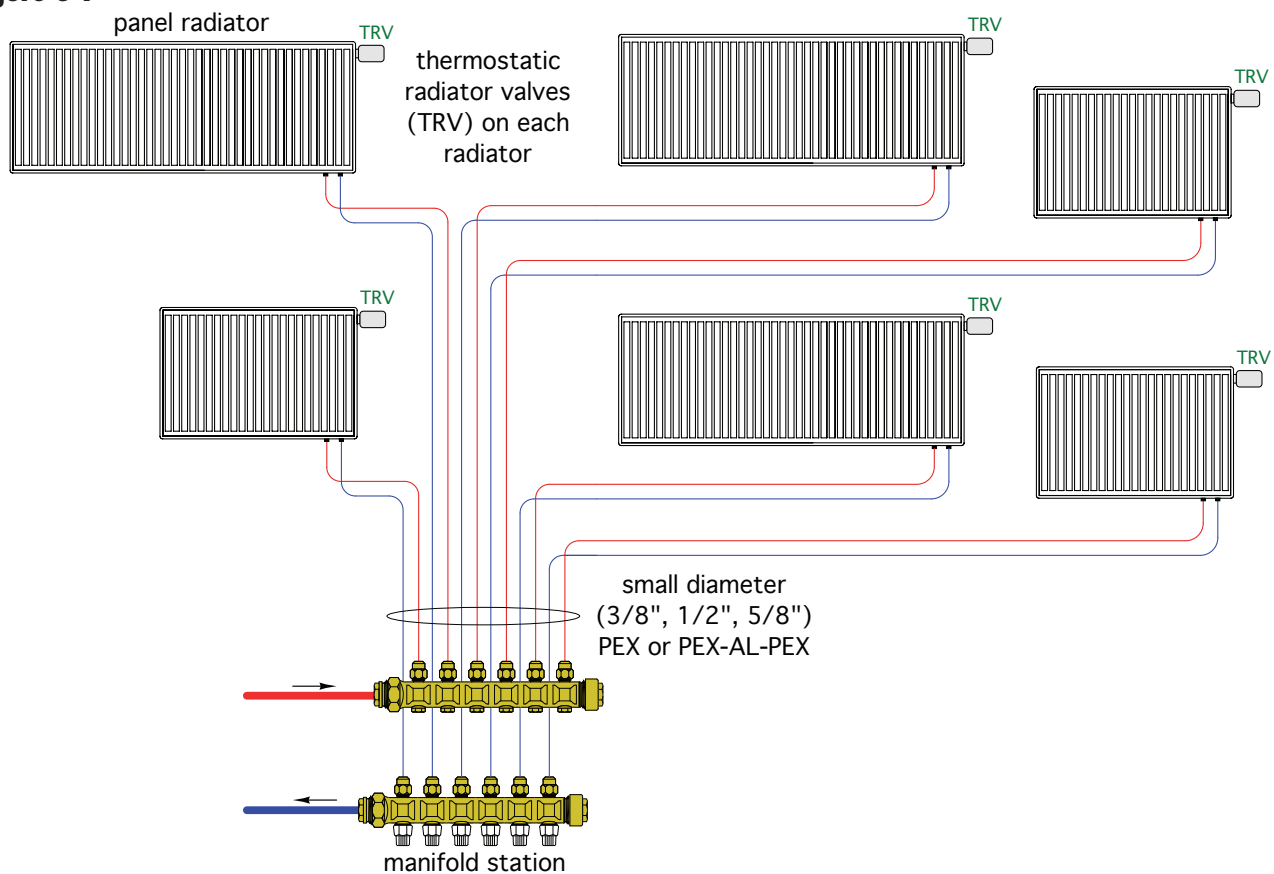 panel radiator
TRV
thermostatic
radiator valves
(TRV) on each
radiator
TRV
TRV
TRV
TRV
TRV
small diameter
(3/8", 1/2", 5/8")
PEX or PEX-AL-PEX
manifold station